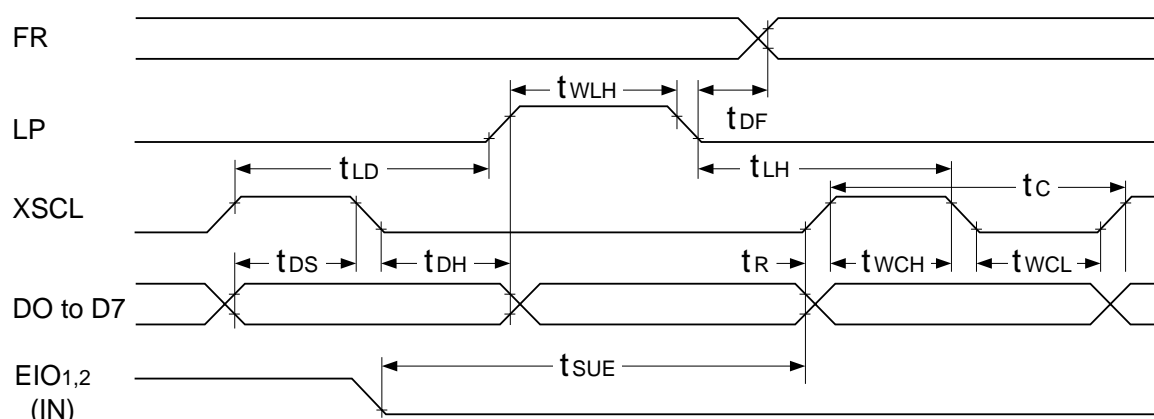 FR
tWLH
LP
tDF
tLD
tLH
tC
XSCL
tDS
tDH
tR
tWCH
tWCL
DO to D7
tSUE
EIO1,2
(IN)